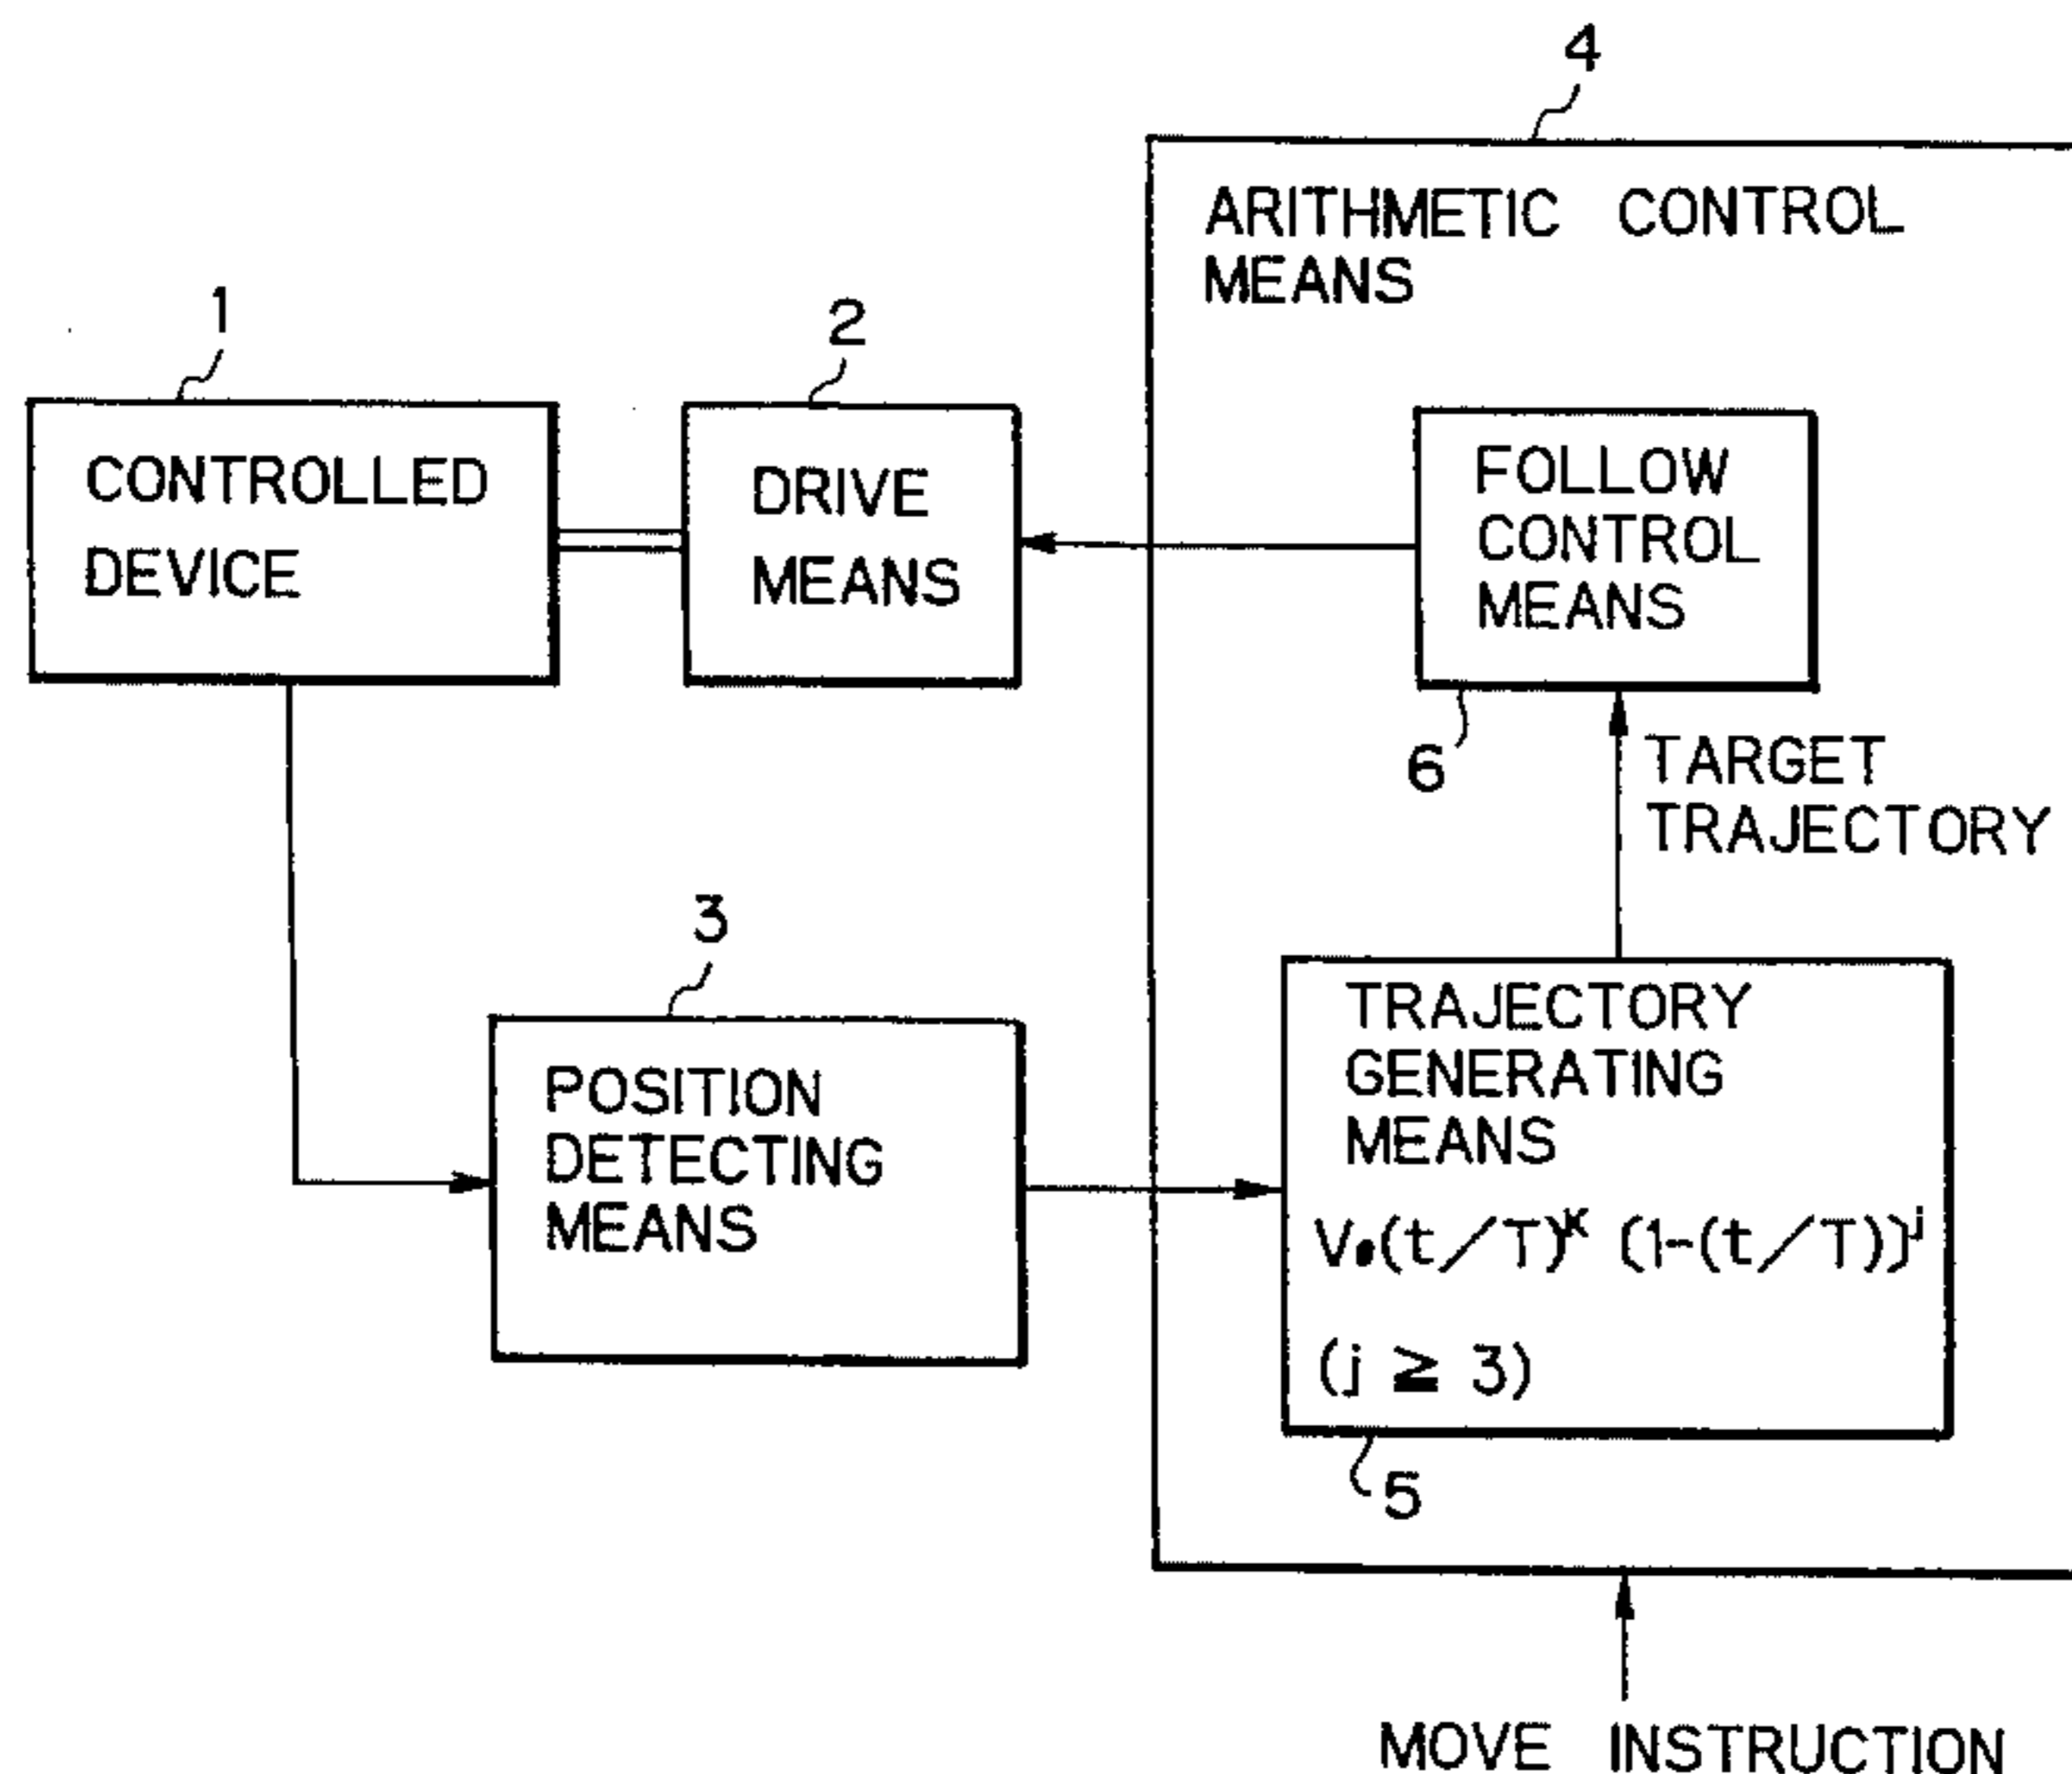 4
ARITHMETIC CONTROL
MEANS
1
2
CONTROLLED
DEVICE
DRIVE
MEANS
FOLLOW
CONTROL
MEANS
6
TARGET
TRAJECTORY
3
POSITION
DETECTING
MEANS
TRAJECTORY
GENERATING
MEANS
V₀(t/T)ᴷ (1-(t/T))ʲ
(j ≧ 3)
5
MOVE INSTRUCTION